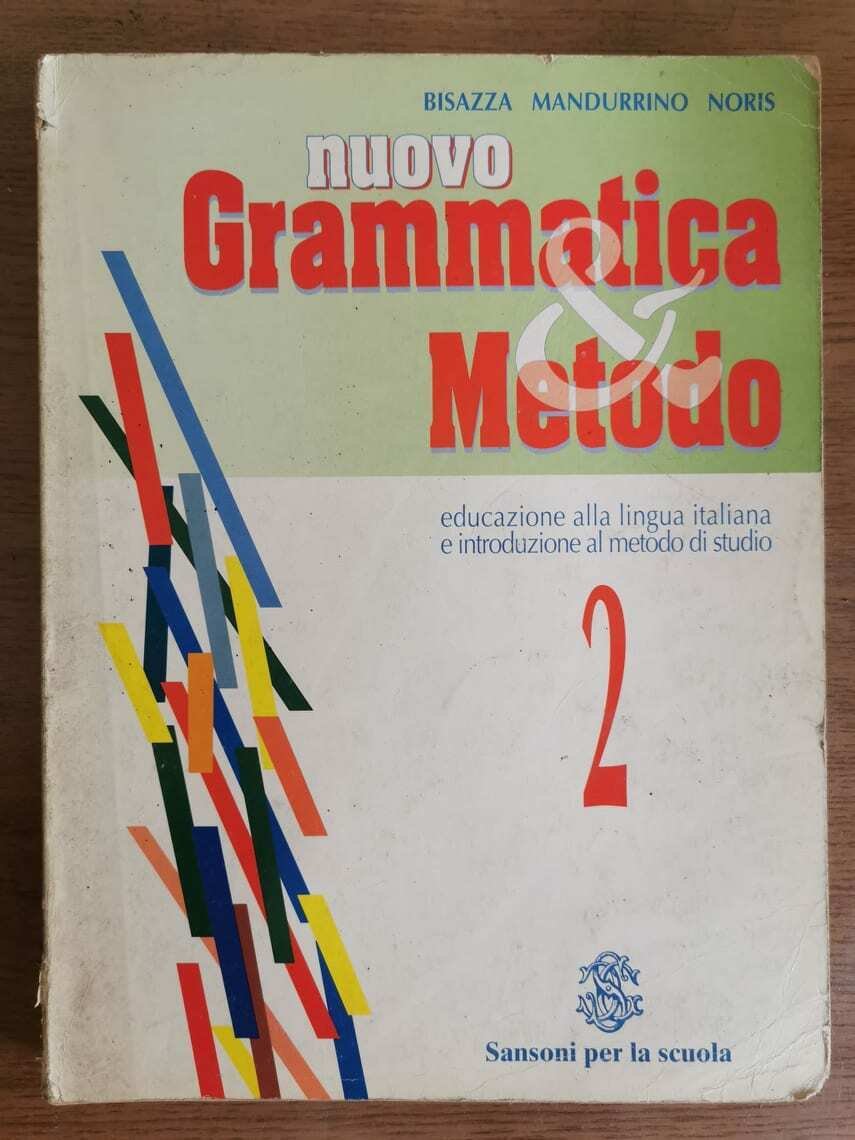 BISAZZA MANDURRINO NORIS
nuovo
Grammatica
&
Metodo
educazione alla lingua italiana
e introduzione al metodo di studio
2
Sansoni per la scuola